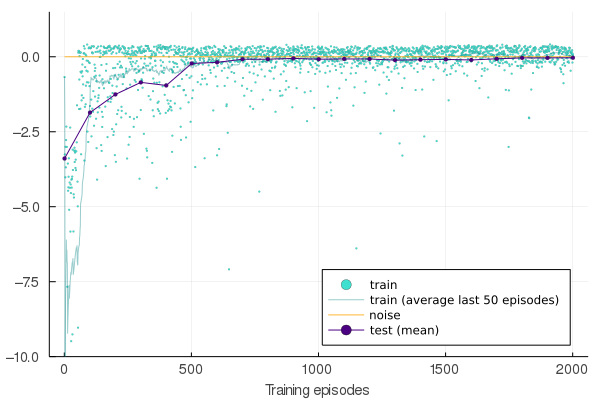 0.0
−2.5
−5.0
−7.5
−10.0
train
train (average last 50 episodes)
noise
test (mean)
0 500 1000 1500 2000
Training episodes